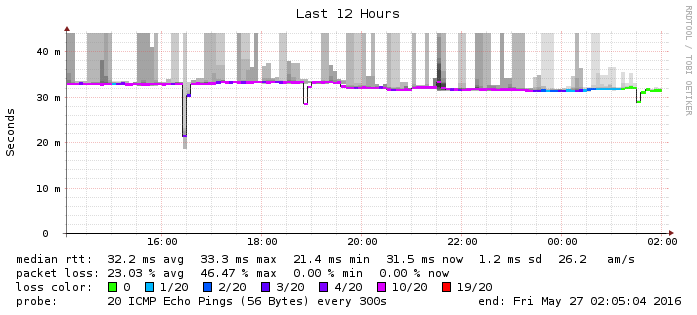 Last 12 Hours
RRDTOOL / TOBI OETIKER
Seconds
40 m
30 m
20 m
10 m
0
16:00 18:00 20:00 22:00 00:00 02:00
median rtt: 32.2 ms avg 33.3 ms max 21.4 ms min 31.5 ms now 1.2 ms sd 26.2 am/s
packet loss: 23.03 % avg 46.47 % max 0.00 % min 0.00 % now
loss color: 0 1/20 2/20 3/20 4/20 10/20 19/20
probe: 20 ICMP Echo Pings (56 Bytes) every 300s end: Fri May 27 02:05:04 2016